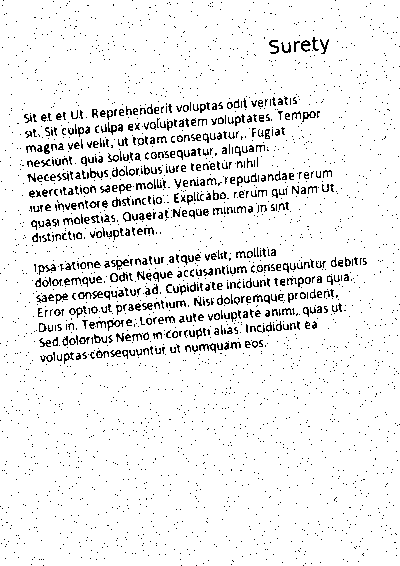 Surety
Sit et et Ut. Reprehenderit voluptas odit veritatis
sit. Sit culpa culpa ex voluptatem voluptates. Tempor
magna vel velit, ut totam consequatur,. Fugiat
nesciunt. quia soluta consequatur, aliquam.
Necessitatibus doloribus iure tenetur nihil
exercitation saepe mollit. Veniam, repudiandae rerum
iure inventore distinctio.. Explicabo. rerum qui Nam Ut
quasi molestias. Quaerat Neque minima in sint
distinctio. voluptatem..
Ipsa ratione aspernatur atque velit; mollitia
doloremque. Odit Neque accusantium consequuntur debitis
saepe consequatur ad. Cupiditate incidunt tempora quia.
Error optio ut praesentium. Nisi doloremque proident,
Duis in. Tempore. Lorem aute voluptate animi,. quas ut
Sed doloribus Nemo in corrupti alias. Incididunt ea
voluptas consequuntur ut numquam eos.